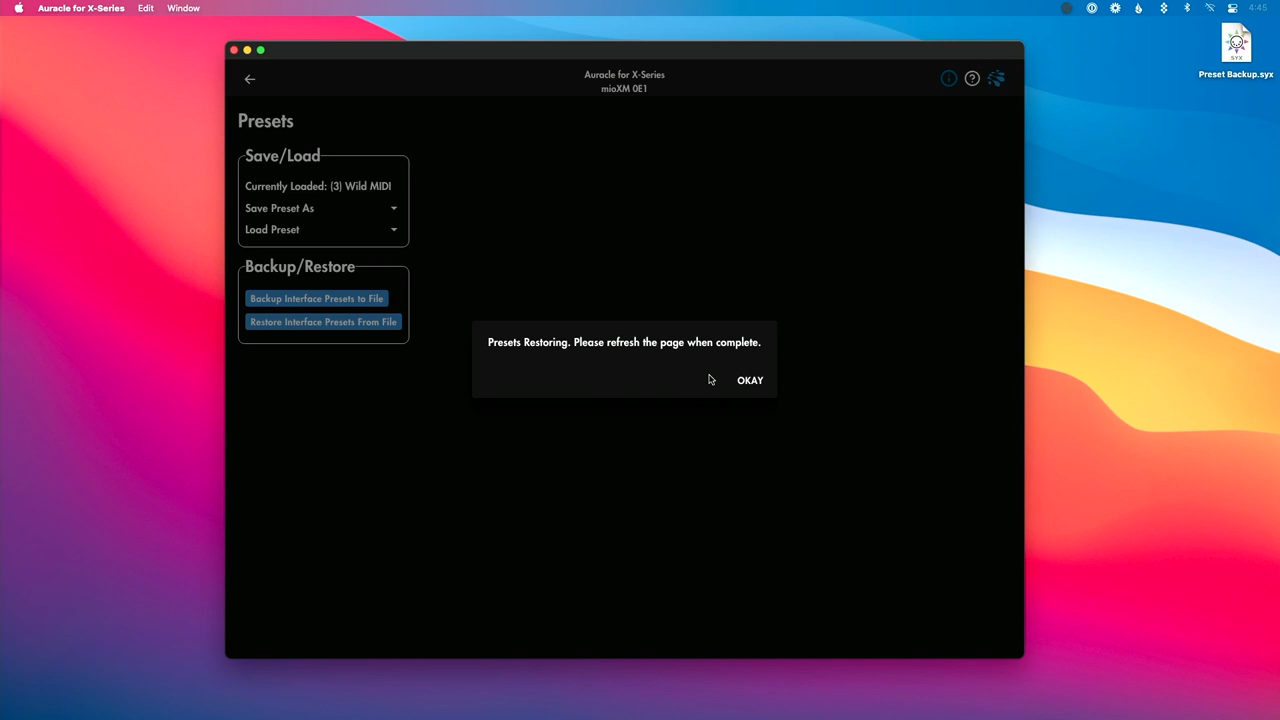 Auracle for X-Series Edit Window
4:45
SYX
Preset Backup.syx
Auracle for X-Series
mioXM 0E1
Presets
Save/Load
Currently Loaded: (3) Wild MIDI
Save Preset As
Load Preset
Backup/Restore
Backup Interface Presets to File
Restore Interface Presets From File
Presets Restoring. Please refresh the page when complete.
OKAY